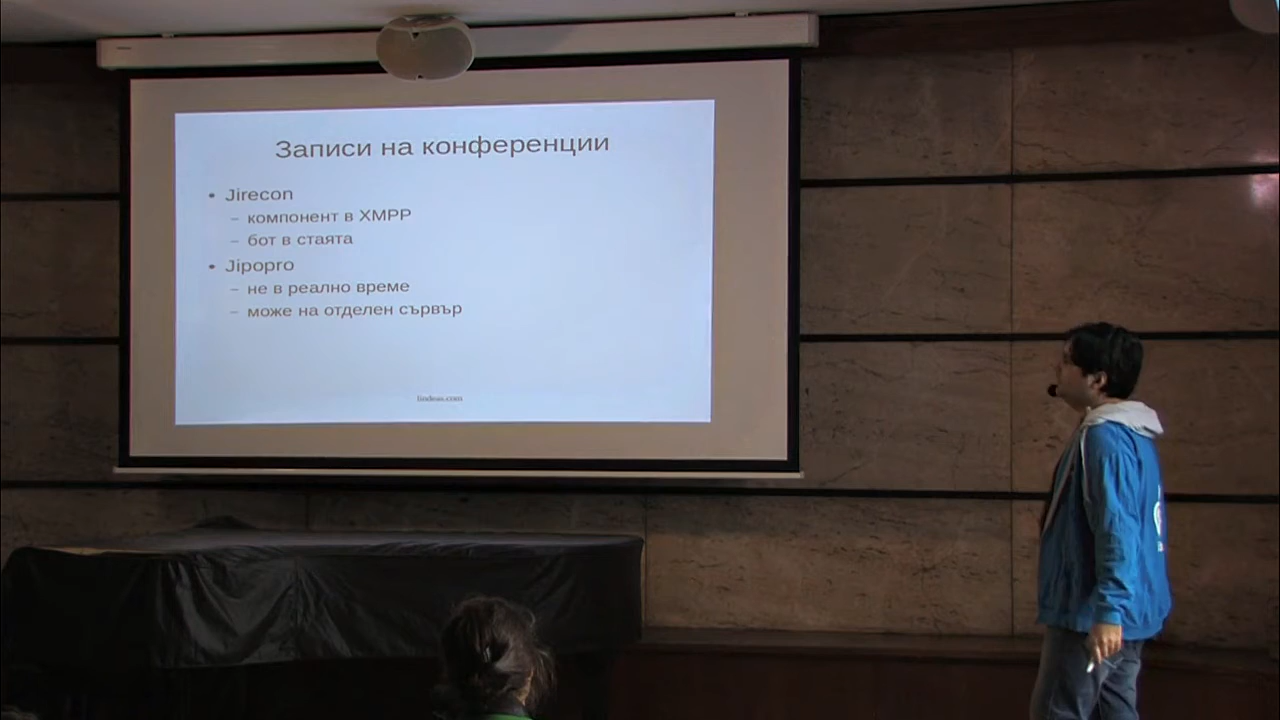 Записи на конференции
• Jirecon
– компонент в XMPP
– бот в стаята
• Jipopro
– не в реално време
– може на отделен сървър